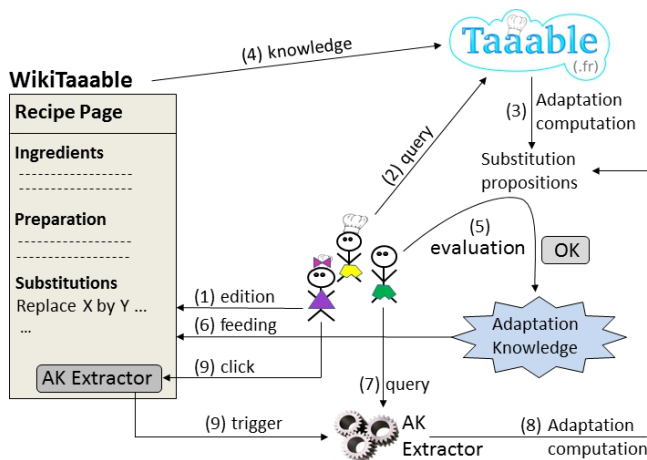 (4) knowledge
Taaable
(.fr)
WikiTaaable
Recipe Page
Ingredients
Preparation
Substitutions
Replace X by Y ...
...
AK Extractor
(2) query
(3) Adaptation
computation
Substitution
propositions
(5)
evaluation
OK
(1) edition
(6) feeding
Adaptation
Knowledge
(9) click
(7) query
(9) trigger
AK
Extractor
(8) Adaptation
computation